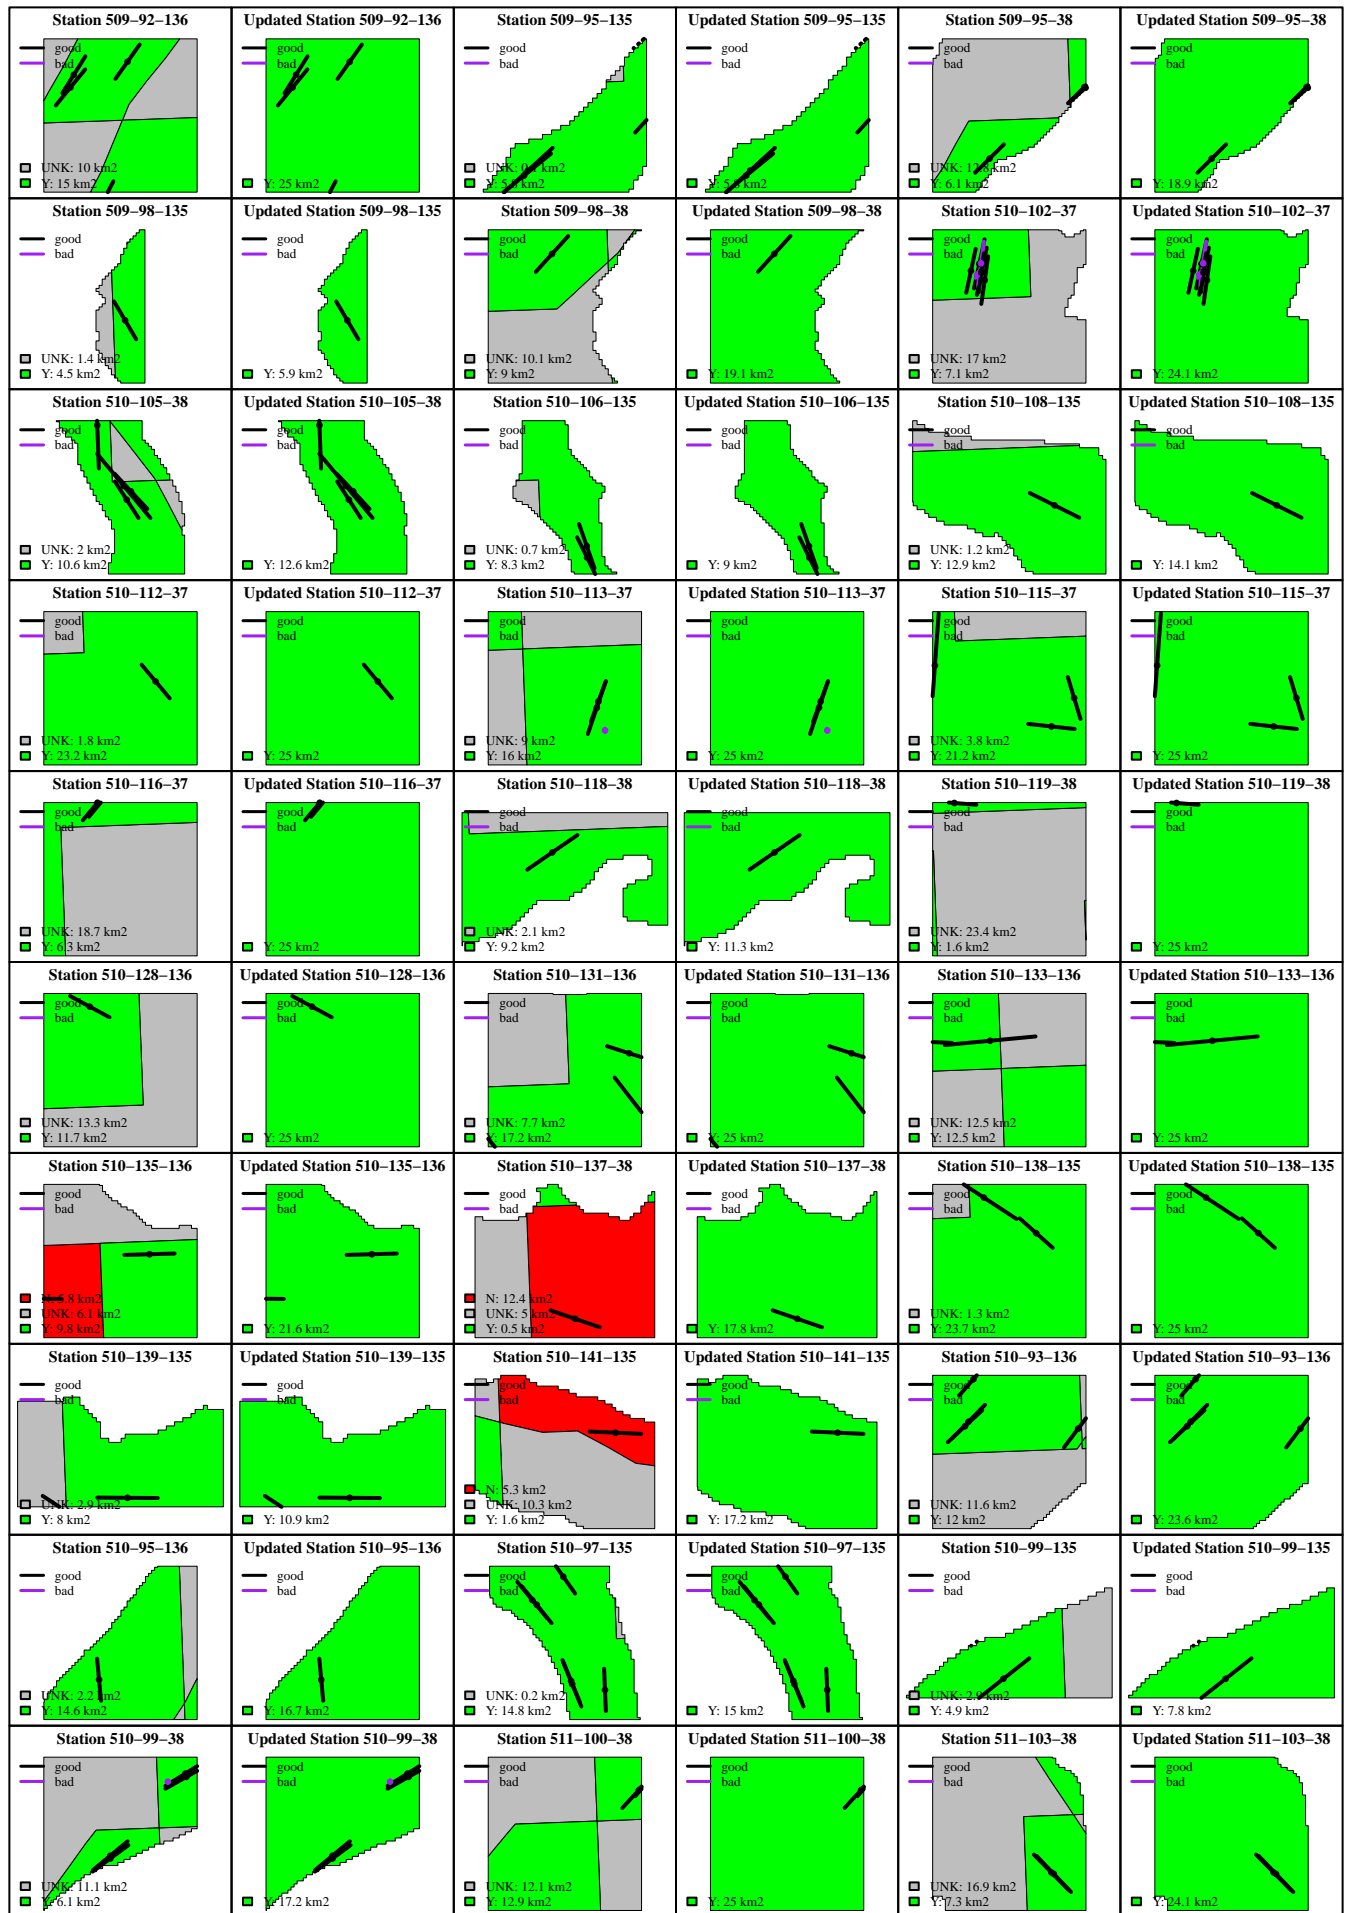 Station 509−92−136
good
bad
UNK: 10 km2
Y: 15 km2
Updated Station 509−92−136
good
bad
Y: 25 km2
Station 509−95−135
good
bad
Y: 5.8 km2
Updated Station 509−95−135
good
bad
Station 509−95−38
good
bad
UNK: 12.8 km2
Y: 6.1 km2
Updated Station 509−95−38
good
bad
Y: 18.9 km2
Station 509−98−135
good
bad
UNK: 1.4 km2
Y: 4.5 km2
Updated Station 509−98−135
good
bad
Y: 5.9 km2
Station 509−98−38
good
bad
UNK: 10.1 km2
Y: 9 km2
Updated Station 509−98−38
good
bad
Y: 19.1 km2
Station 510−102−37
good
bad
UNK: 17 km2
Y: 7.1 km2
Updated Station 510−102−37
good
bad
Y: 24.1 km2
Station 510−105−38
good
bad
UNK: 2 km2
Y: 10.6 km2
Updated Station 510−105−38
good
bad
Y: 12.6 km2
Station 510−106−135
good
bad
UNK: 0.7 km2
Y: 8.3 km2
Updated Station 510−106−135
good
bad
Y: 9 km2
Station 510−108−135
good
bad
UNK: 1.2 km2
Y: 12.9 km2
Updated Station 510−108−135
good
bad
Y: 14.1 km2
Station 510−112−37
good
bad
UNK: 1.8 km2
Y: 23.2 km2
Updated Station 510−112−37
good
bad
Y: 25 km2
Station 510−113−37
good
bad
UNK: 9 km2
Y: 16 km2
Updated Station 510−113−37
good
bad
Y: 25 km2
Station 510−115−37
good
bad
UNK: 3.8 km2
Y: 21.2 km2
Updated Station 510−115−37
good
bad
Y: 25 km2
Station 510−116−37
good
bad
UNK: 18.7 km2
Y: 6.3 km2
Updated Station 510−116−37
good
bad
Y: 25 km2
Station 510−118−38
good
bad
UNK: 2.1 km2
Y: 9.2 km2
Updated Station 510−118−38
good
bad
Y: 11.3 km2
Station 510−119−38
good
bad
UNK: 23.4 km2
Y: 1.6 km2
Updated Station 510−119−38
good
bad
Y: 25 km2
Station 510−128−136
good
bad
UNK: 13.3 km2
Y: 11.7 km2
Updated Station 510−128−136
good
bad
Y: 25 km2
Station 510−131−136
good
bad
UNK: 7.7 km2
Y: 17.2 km2
Updated Station 510−131−136
good
bad
Y: 25 km2
Station 510−133−136
good
bad
UNK: 12.5 km2
Y: 12.5 km2
Updated Station 510−133−136
good
bad
Y: 25 km2
Station 510−135−136
good
bad
N: 5.8 km2
UNK: 6.1 km2
Y: 9.8 km2
Updated Station 510−135−136
good
bad
Y: 21.6 km2
Station 510−137−38
good
bad
N: 12.4 km2
UNK: 5 km2
Y: 0.5 km2
Updated Station 510−137−38
good
bad
Y: 17.8 km2
Station 510−138−135
good
bad
UNK: 1.3 km2
Y: 23.7 km2
Updated Station 510−138−135
good
bad
Y: 25 km2
Station 510−139−135
good
bad
UNK: 2.9 km2
Y: 8 km2
Updated Station 510−139−135
good
bad
Y: 10.9 km2
Station 510−141−135
good
bad
N: 5.3 km2
UNK: 10.3 km2
Y: 1.6 km2
Updated Station 510−141−135
good
bad
Y: 17.2 km2
Station 510−93−136
good
bad
UNK: 11.6 km2
Y: 12 km2
Updated Station 510−93−136
good
bad
Y: 23.6 km2
Station 510−95−136
good
bad
UNK: 2.2 km2
Y: 14.6 km2
Updated Station 510−95−136
good
bad
Y: 16.7 km2
Station 510−97−135
good
bad
UNK: 0.2 km2
Y: 14.8 km2
Updated Station 510−97−135
good
bad
Y: 15 km2
Station 510−99−135
good
bad
UNK: 2.9 km2
Y: 4.9 km2
Updated Station 510−99−135
good
bad
Y: 7.8 km2
Station 510−99−38
good
bad
UNK: 11.1 km2
Y: 6.1 km2
Updated Station 510−99−38
good
bad
Y: 17.2 km2
Station 511−100−38
good
bad
UNK: 12.1 km2
Y: 12.9 km2
Updated Station 511−100−38
good
bad
Y: 25 km2
Station 511−103−38
good
bad
UNK: 16.9 km2
Y: 7.3 km2
Updated Station 511−103−38
good
bad
Y: 24.1 km2